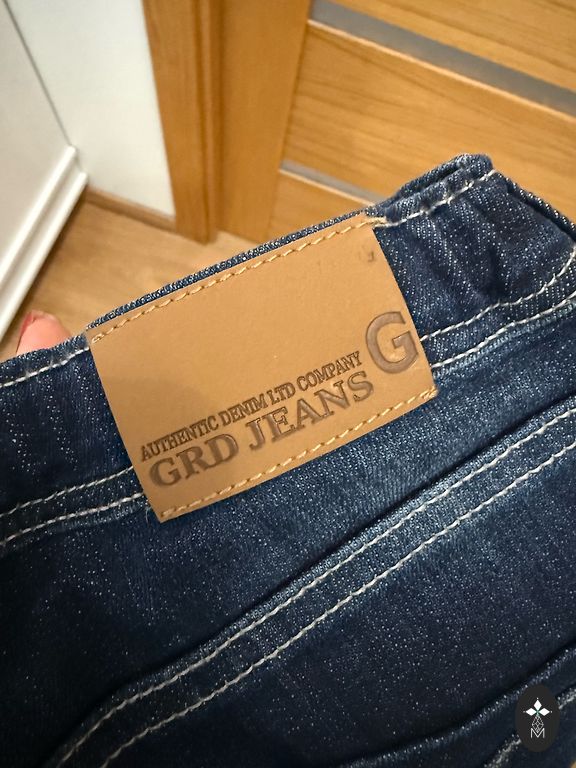 AUTHENTIC DENIM LTD COMPANY
GRD JEANS
G
M